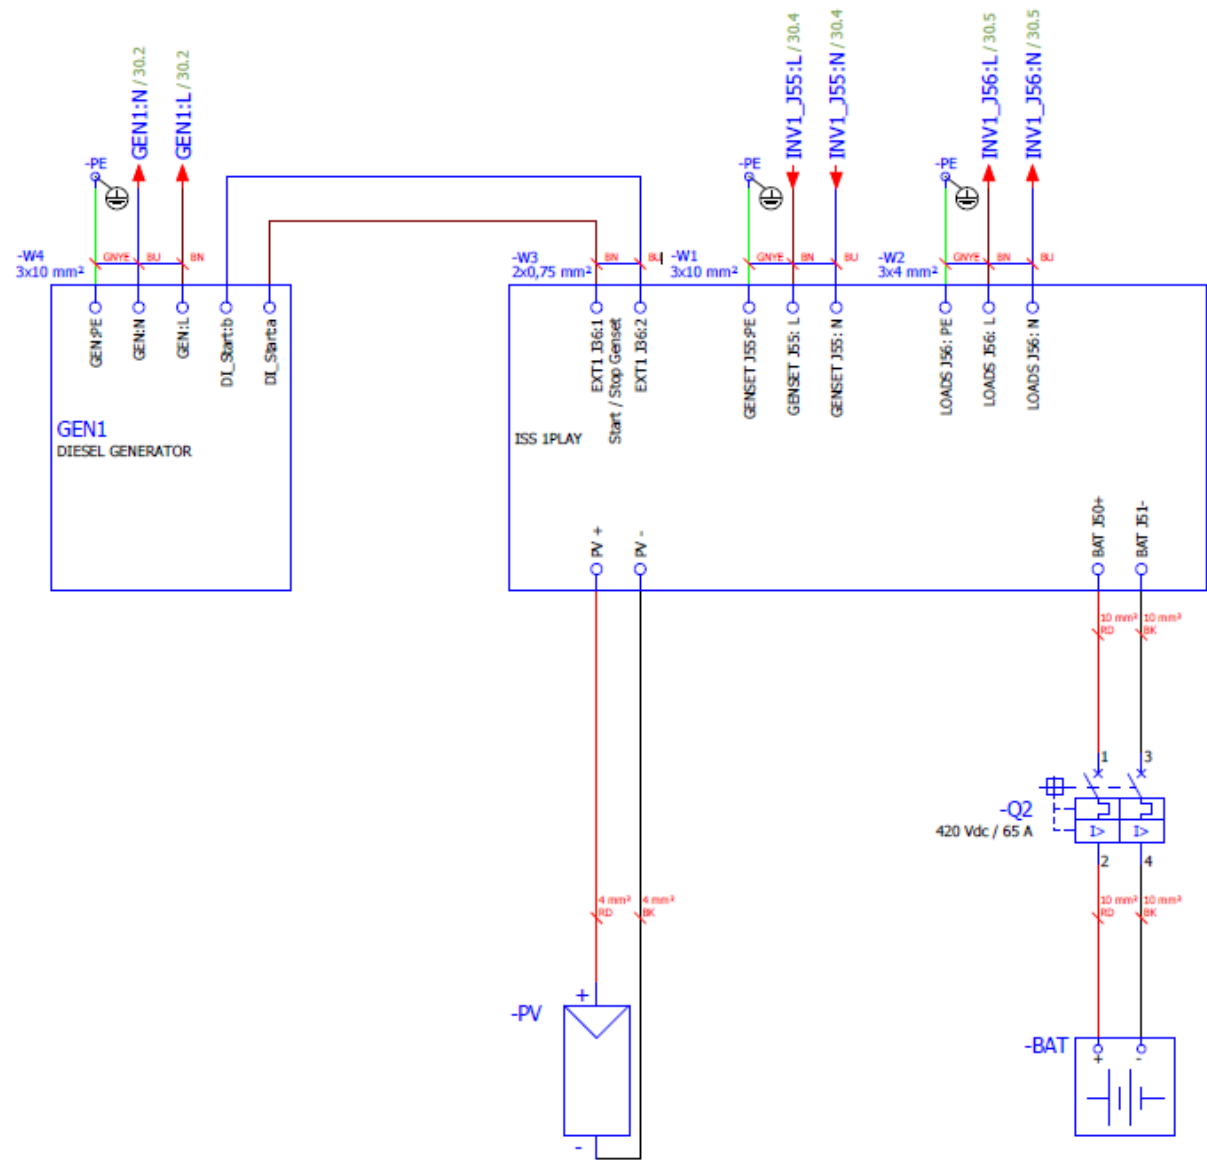 GEN1:N / 30.2
GEN1:L / 30.2
INV1_J55:L / 30.4
INV1_J55:N / 30.4
INV1_J56:L / 30.5
INV1_J56:N / 30.5
-PE
-PE
-PE
-W4
3x10 mm²
GNYE
BU
BN
-W3
2x0,75 mm²
BN
BU
-W1
3x10 mm²
GNYE
BN
BU
-W2
3x4 mm²
GNYE
BN
BU
GEN:PE
GEN:N
GEN:L
DI_Start:b
DI_Start:a
EXT1 J36:1
Start / Stop Genset
EXT1 J36:2
GENSET J55:PE
GENSET J55: L
GENSET J55: N
LOADS J56: PE
LOADS J56: L
LOADS J56: N
GEN1
DIESEL GENERATOR
ISS 1PLAY
PV +
PV -
BAT J50+
BAT J51-
10 mm²
RD
10 mm²
BK
1
3
-Q2
420 Vdc / 65 A
I>
I>
2
4
4 mm²
RD
4 mm²
BK
10 mm²
RD
10 mm²
BK
-PV
+
-
-BAT
+
-